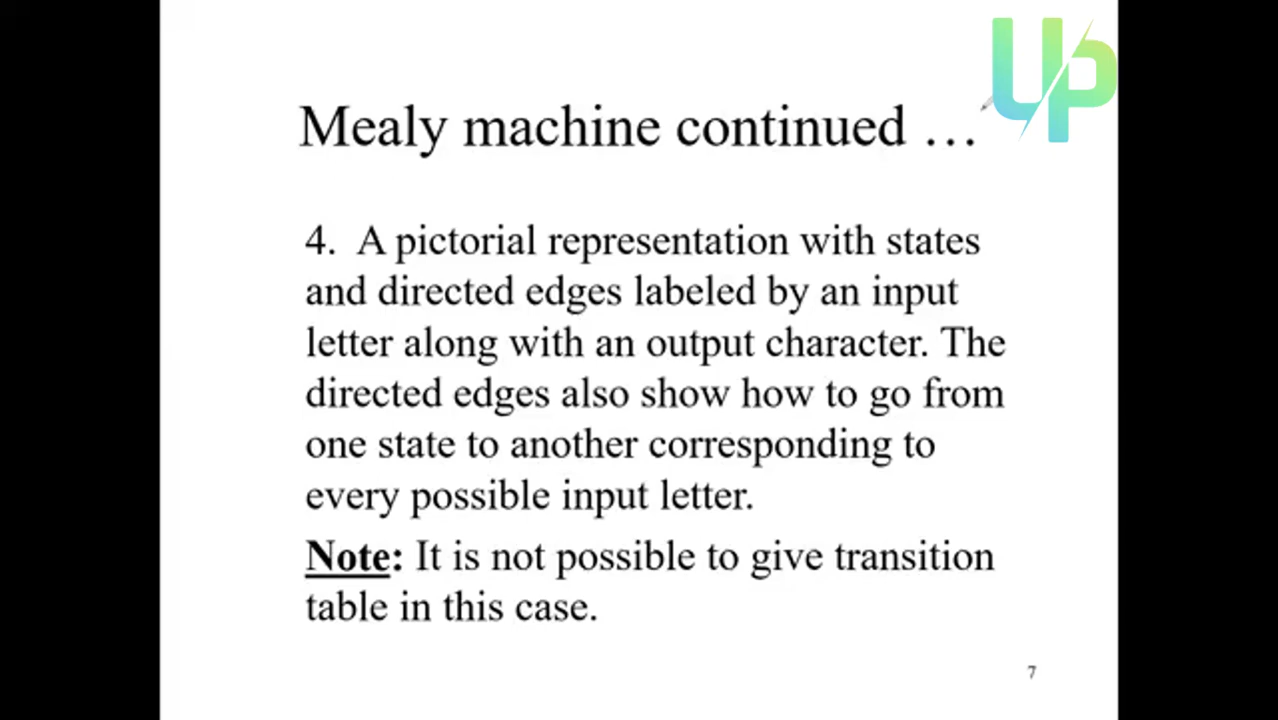 UP
Mealy machine continued …
4. A pictorial representation with states
and directed edges labeled by an input
letter along with an output character. The
directed edges also show how to go from
one state to another corresponding to
every possible input letter.
Note: It is not possible to give transition
table in this case.
7